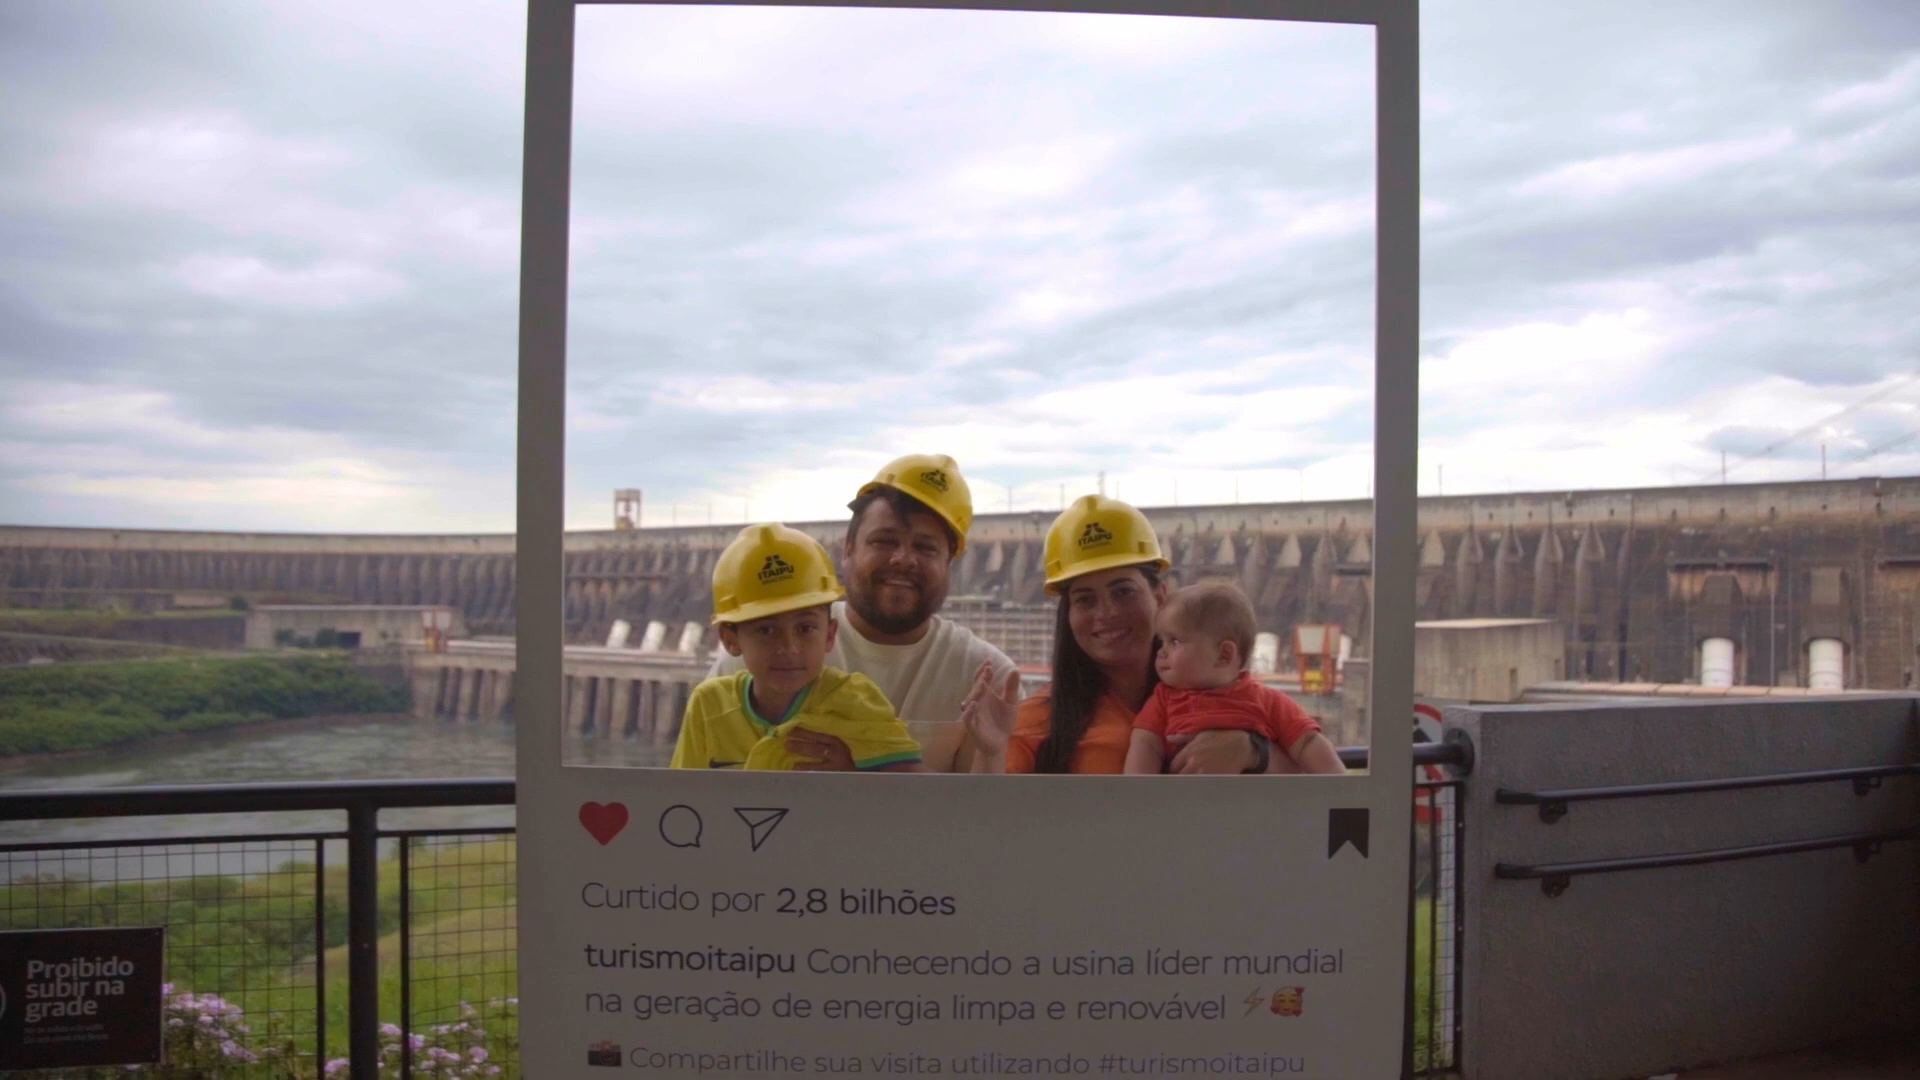 ITAIPU
ITAIPU
ITAIPU
Curtido por 2,8 bilhões
turismoitaipu Conhecendo a usina líder mundial
na geração de energia limpa e renovável ⚡🥰
📸 Compartilhe sua visita utilizando #turismoitaipu
Proibido
subir na
grade